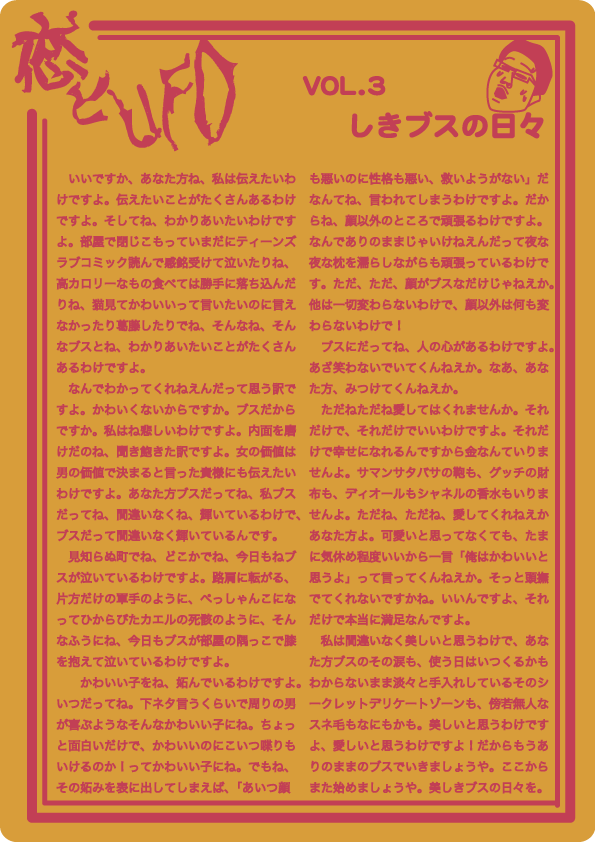 恋とUFO
VOL.3
しきブスの日々
いいですか、あなた方ね、私は伝えたいわ
けですよ。伝えたいことがたくさんあるわけ
ですよ。そしてね、わかりあいたいわけです
よ。部屋で閉じこもっていまだにティーンズ
ラブコミック読んで感銘受けて泣いたりね、
高カロリーなもの食べては勝手に落ち込んだ
りね、猫見てかわいいって言いたいのに言え
なかったり葛藤したりでね、そんなね、そん
なブスとね、わかりあいたいことがたくさん
あるわけですよ。
なんでわかってくれねえんだって思う訳で
すよ。かわいくないからですか。ブスだから
ですか。私はね悲しいわけですよ。内面を磨
けだのね、聞き飽きた訳ですよ。女の価値は
男の価値で決まると言った貴様にも伝えたい
わけですよ。あなた方ブスだってね、私ブス
だってね、間違いなくね、輝いているわけで、
ブスだって間違いなく輝いているんです。
見知らぬ町でね、どこかでね、今日もねブ
スが泣いているわけですよ。路肩に転がる、
片方だけの軍手のように、ぺっしゃんこにな
ってひからびたカエルの死骸のように、そん
なふうにね、今日もブスが部屋の隅っこで膝
を抱えて泣いているわけですよ。
かわいい子をね、妬んでいるわけですよ。
いつだってね。下ネタ言うくらいで周りの男
が喜ぶようなそんなかわいい子にね。ちょっ
と面白いだけで、かわいいのにこいつ喋りも
いけるのかーってかわいい子にね。でもね、
その妬みを表に出してしまえば、「あいつ顔
も悪いのに性格も悪い、救いようがない」だ
なんてね、言われてしまうわけですよ。だか
らね、顔以外のところで頑張るわけですよ。
なんでありのままじゃいけねえんだって夜な
夜な枕を濡らしながらも頑張っているわけで
す。ただ、ただ、顔がブスなだけじゃねえか。
他は一切変わらないわけで、顔以外は何も変
わらないわけで！
ブスにだってね、人の心があるわけですよ。
あざ笑わないでいてくんねえか。なあ、あな
た方、みつけてくんねえか。
ただねただね愛してはくれませんか。それ
だけで、それだけでいいわけですよ。それだ
けで幸せになれるんですから金なんていりま
せんよ。サマンサタバサの鞄も、グッチの財
布も、ディオールもシャネルの香水もいりま
せんよ。ただね、ただね、愛してくれねえか
あなた方よ。可愛いと思ってなくても、たま
に気休め程度いいから一言「俺はかわいいと
思うよ」って言ってくんねえか。そっと頭撫
でてくれないですかね。いいんですよ、それ
だけで本当に満足なんですよ。
私は間違いなく美しいと思うわけで、あな
た方ブスのその涙も、使う日はいつくるかも
わからないまま淡々と手入れしているそのシ
ークレットデリケートゾーンも、傍若無人な
スネ毛もなにもかも。美しいと思うわけです
よ、愛しいと思うわけですよ！だからもうあ
りのままのブスでいきましょうや。ここから
また始めましょうや。美しきブスの日々を。